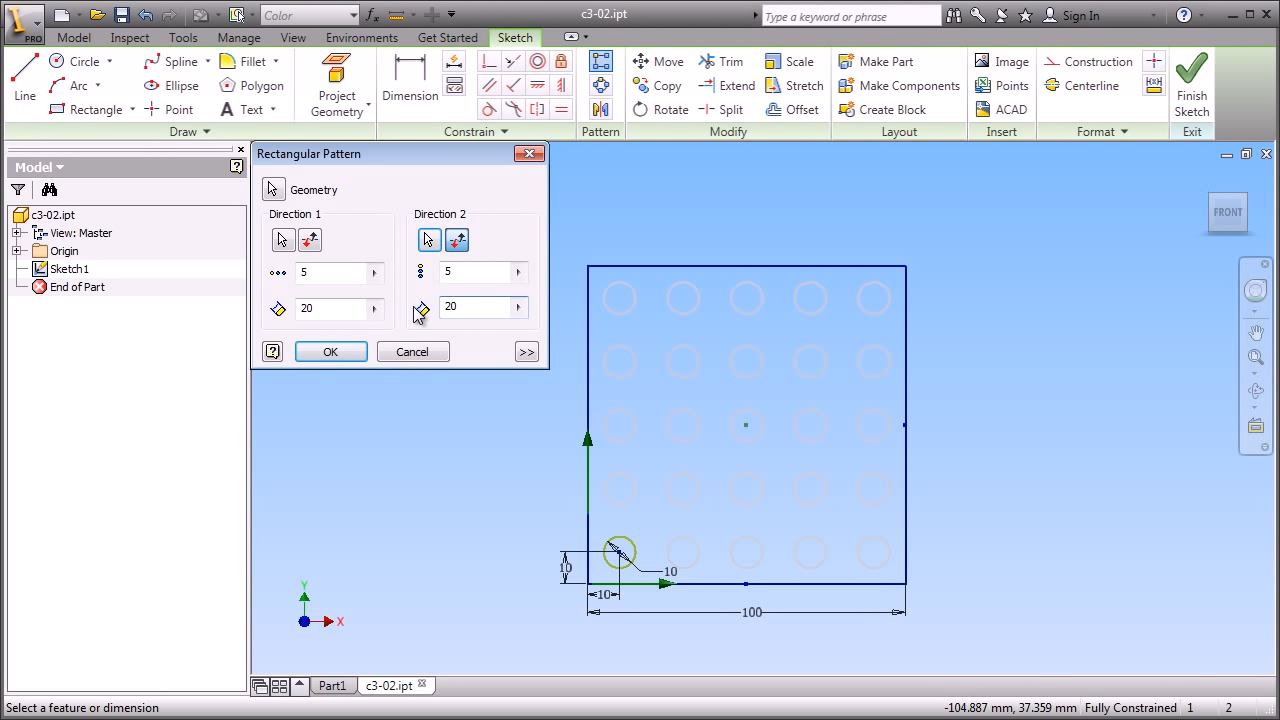 Color
c3-02.ipt
Type a keyword or phrase
Sign In
PRO
Model
Inspect
Tools
Manage
View
Environments
Get Started
Sketch
Line
Circle
Arc
Rectangle
Spline
Ellipse
Point
Fillet
Polygon
Text
Project Geometry
Dimension
Move
Copy
Rotate
Trim
Extend
Split
Scale
Stretch
Offset
Make Part
Make Components
Create Block
Image
Points
ACAD
Construction
Centerline
Finish Sketch
Draw
Constrain
Pattern
Modify
Layout
Insert
Format
Exit
Model
c3-02.ipt
View: Master
Origin
Sketch1
End of Part
Rectangular Pattern
Geometry
Direction 1
Direction 2
5
5
20
20
OK
Cancel
>>
FRONT
10
10
10
100
Y
X
Part1
c3-02.ipt
Select a feature or dimension
-104.887 mm, 37.359 mm
Fully Constrained
1
2